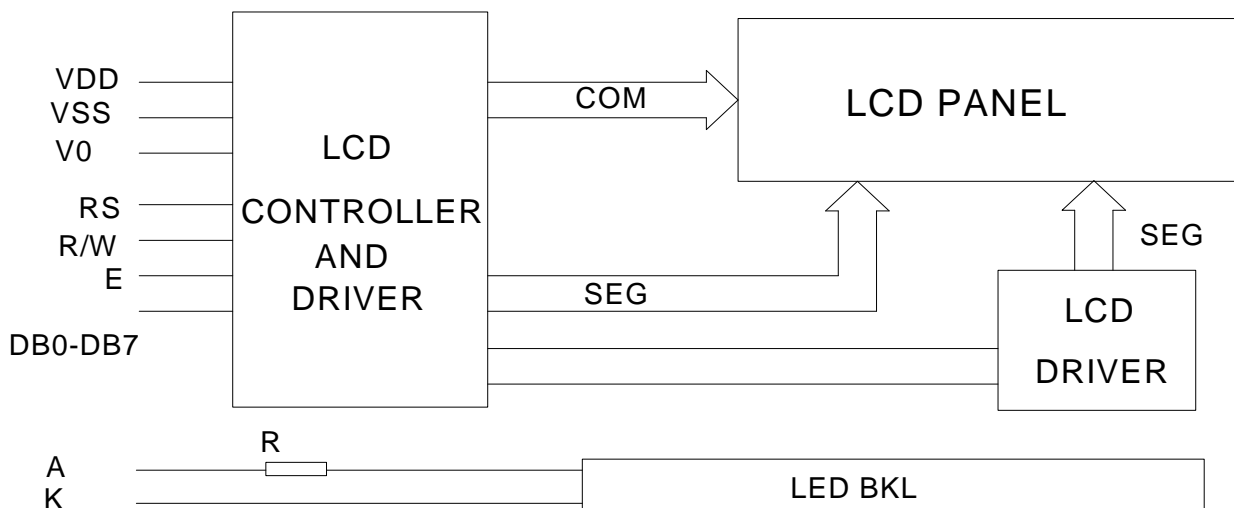 VDD
VSS
V0
RS
R/W
E
DB0-DB7
LCD
CONTROLLER
AND
DRIVER
COM
SEG
LCD PANEL
SEG
LCD
DRIVER
R
A
K
LED BKL